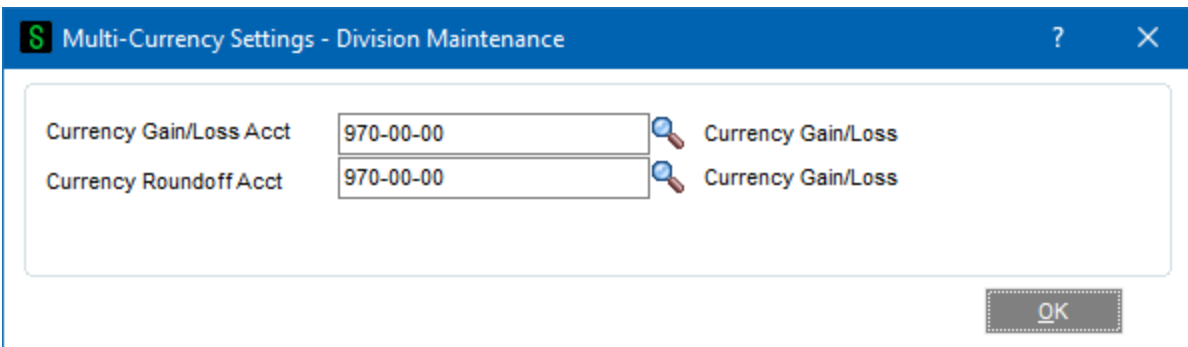 S Multi-Currency Settings - Division Maintenance ?
Currency Gain/Loss Acct 970-00-00 Currency Gain/Loss
Currency Roundoff Acct 970-00-00 Currency Gain/Loss
OK